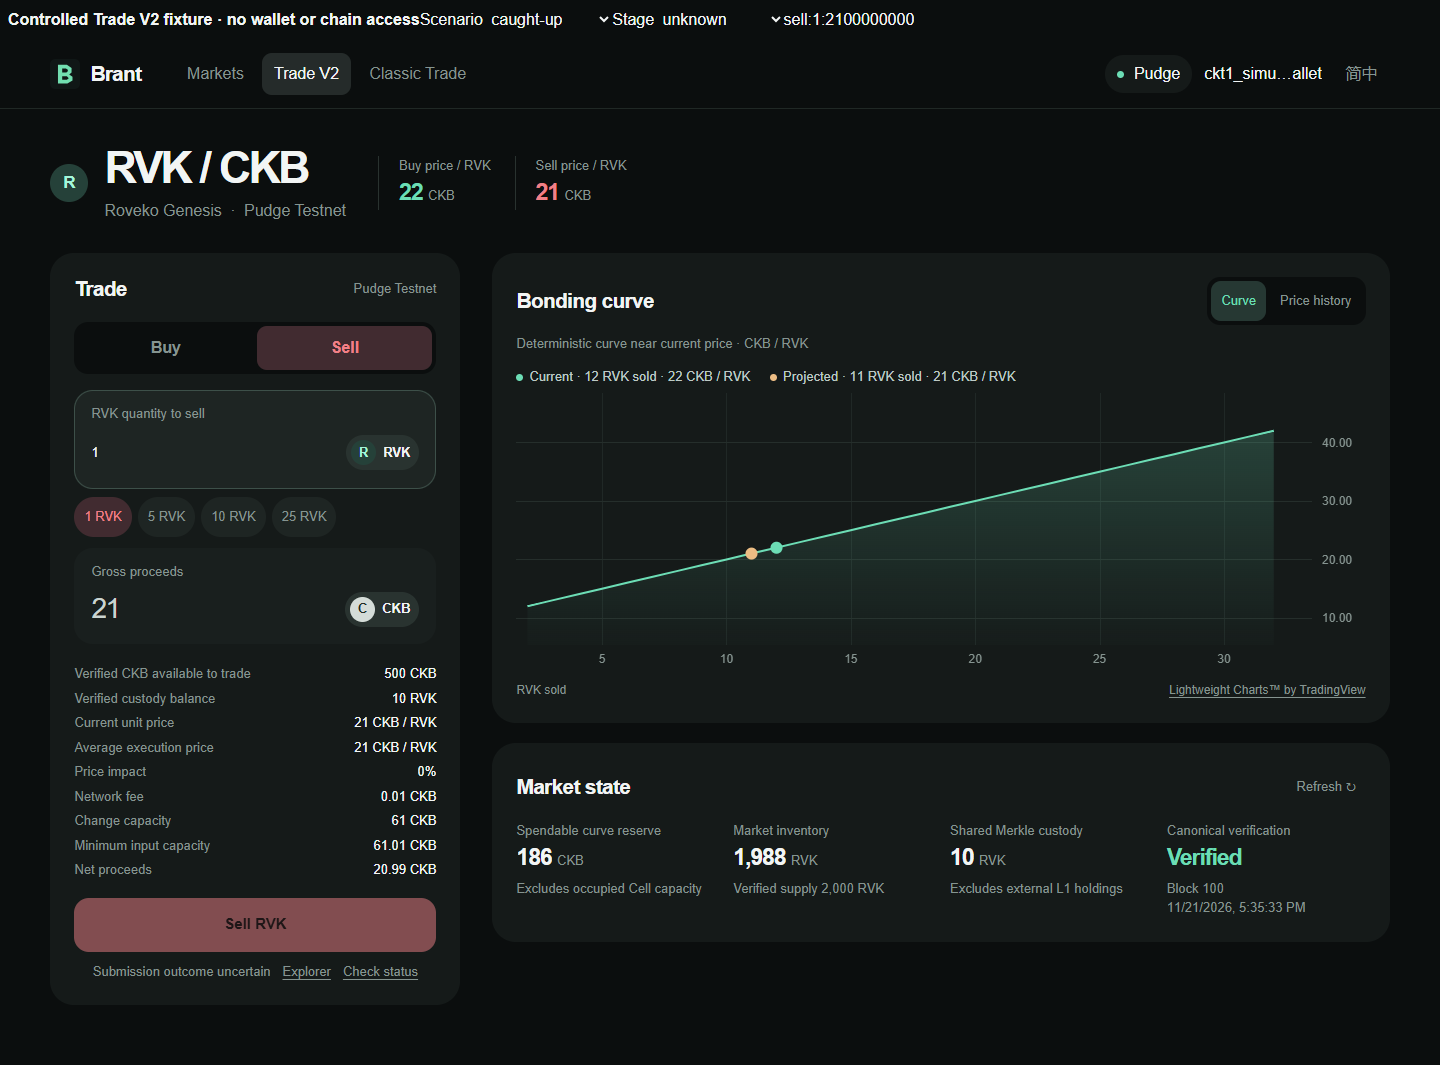 Controlled Trade V2 fixture · no wallet or chain access Scenario caught-up Stage unknown sell:1:2100000000
B Brant Markets Trade V2 Classic Trade Pudge ckt1_simu…allet 简中
R RVK / CKB
Roveko Genesis · Pudge Testnet
Buy price / RVK
22 CKB
Sell price / RVK
21 CKB
Trade Pudge Testnet
Buy Sell
RVK quantity to sell
1 R RVK
1 RVK 5 RVK 10 RVK 25 RVK
Gross proceeds
21 C CKB
Verified CKB available to trade 500 CKB
Verified custody balance 10 RVK
Current unit price 21 CKB / RVK
Average execution price 21 CKB / RVK
Price impact 0%
Network fee 0.01 CKB
Change capacity 61 CKB
Minimum input capacity 61.01 CKB
Net proceeds 20.99 CKB
Sell RVK
Submission outcome uncertain Explorer Check status
Bonding curve Curve Price history
Deterministic curve near current price · CKB / RVK
Current · 12 RVK sold · 22 CKB / RVK Projected · 11 RVK sold · 21 CKB / RVK
40.00
30.00
20.00
10.00
5 10 15 20 25 30
RVK sold Lightweight Charts™ by TradingView
Market state Refresh ↻
Spendable curve reserve
186 CKB
Excludes occupied Cell capacity
Market inventory
1,988 RVK
Verified supply 2,000 RVK
Shared Merkle custody
10 RVK
Excludes external L1 holdings
Canonical verification
Verified
Block 100
11/21/2026, 5:35:33 PM